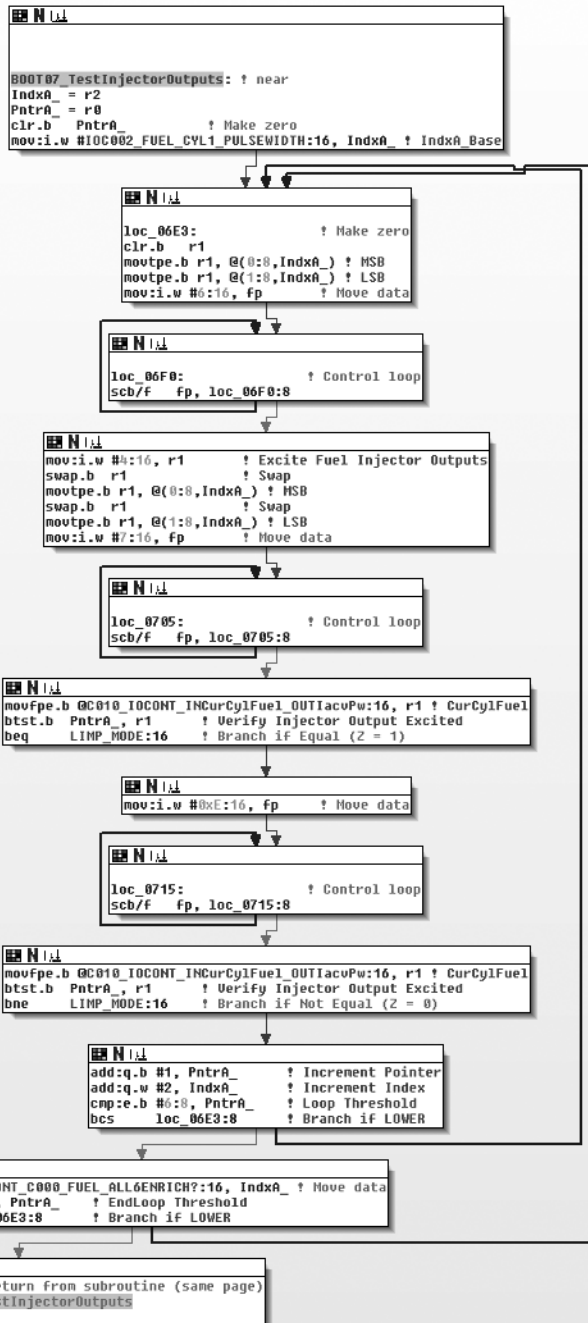 BOOT07_TestInjectorOutputs: ! near
IndxA_ = r2
PntrA_ = r0
clr.b PntrA_ ! Make zero
mov:i.w #IOC002_FUEL_CYL1_PULSEWIDTH:16, IndxA_ ! IndxA_Base
loc_06E3: ! Make zero
clr.b r1
movtpe.b r1, @(0:8,IndxA_) ! MSB
movtpe.b r1, @(1:8,IndxA_) ! LSB
mov:i.w #6:16, fp ! Move data
loc_06F0: ! Control loop
scb/f fp, loc_06F0:8
mov:i.w #4:16, r1 ! Excite Fuel Injector Outputs
swap.b r1 ! Swap
movtpe.b r1, @(0:8,IndxA_) ! MSB
swap.b r1 ! Swap
movtpe.b r1, @(1:8,IndxA_) ! LSB
mov:i.w #7:16, fp ! Move data
loc_0705: ! Control loop
scb/f fp, loc_0705:8
movfpe.b @C010_IOCONT_INCurCylFuel_OUTIacvPw:16, r1 ! CurCylFuel
btst.b PntrA_, r1 ! Verify Injector Output Excited
beq LIMP_MODE:16 ! Branch if Equal (Z = 1)
mov:i.w #0xE:16, fp ! Move data
loc_0715: ! Control loop
scb/f fp, loc_0715:8
movfpe.b @C010_IOCONT_INCurCylFuel_OUTIacvPw:16, r1 ! CurCylFuel
btst.b PntrA_, r1 ! Verify Injector Output Excited
bne LIMP_MODE:16 ! Branch if Not Equal (Z = 0)
add:q.b #1, PntrA_ ! Increment Pointer
add:q.w #2, IndxA_ ! Increment Index
cmp:e.b #6:8, PntrA_ ! Loop Threshold
bcs loc_06E3:8 ! Branch if LOWER
ONT_C000_FUEL_ALL6ENRICH?:16, IndxA_ ! Move data
, PntrA_ ! EndLoop Threshold
06E3:8 ! Branch if LOWER
eturn from subroutine (same page)
stInjectorOutputs